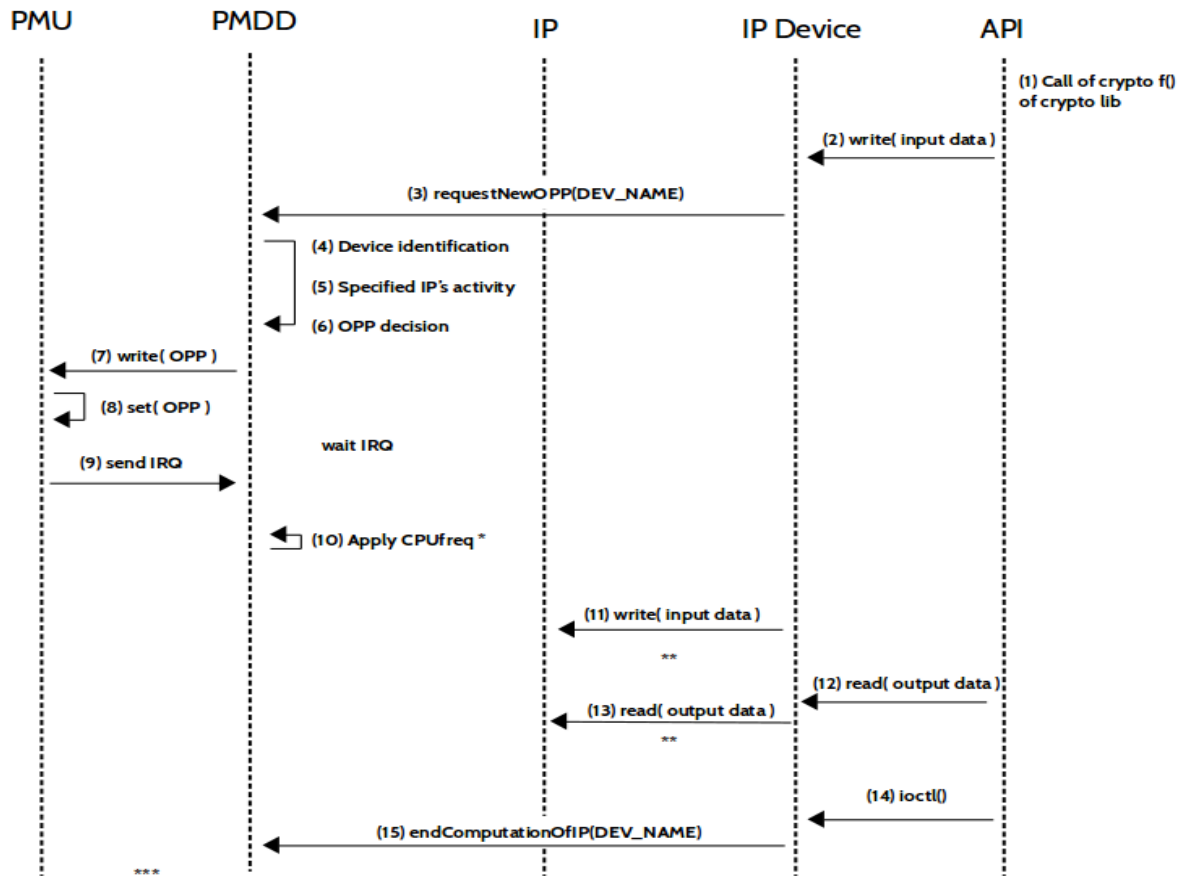 PMU PMDD IP IP Device API
(1) Call of crypto f()
of crypto lib
(2) write( input data )
(3) requestNewOPP(DEV_NAME)
(4) Device identification
(5) Specified IP's activity
(6) OPP decision
(7) write( OPP )
(8) set( OPP )
wait IRQ
(9) send IRQ
(10) Apply CPUfreq *
(11) write( input data )
**
(12) read( output data )
(13) read( output data )
**
(14) ioctl()
(15) endComputationOfIP(DEV_NAME)
***